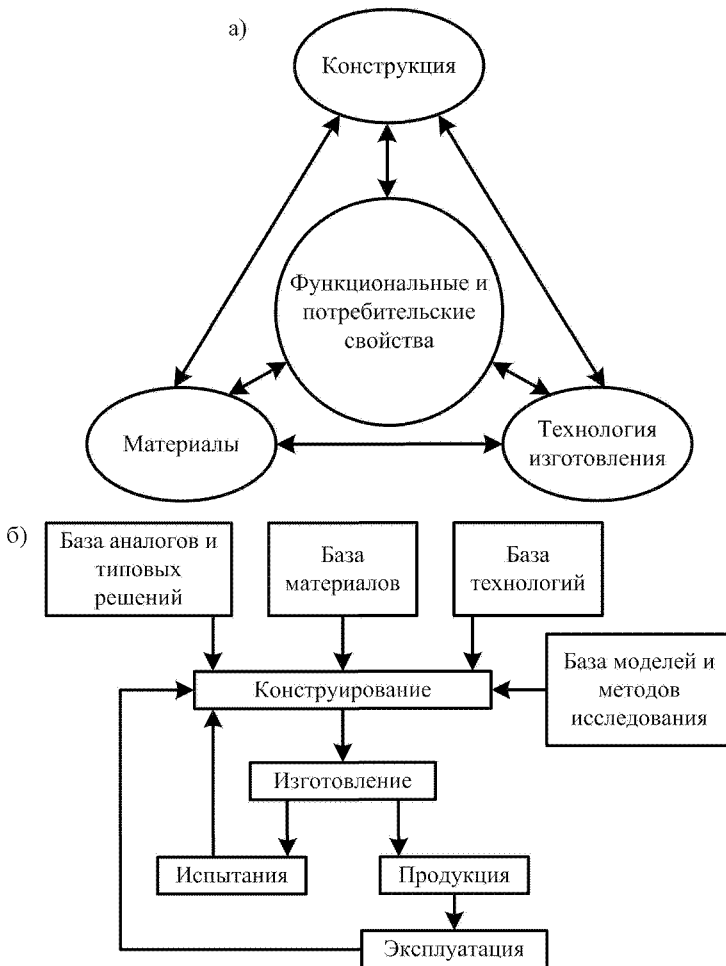 а)
Конструкция
Функциональные и
потребительские
свойства
Материалы
Технология
изготовления
б)
База аналогов и
типовых
решений
База
материалов
База
технологий
База моделей и
методов
исследования
Конструирование
Изготовление
Испытания
Продукция
Эксплуатация